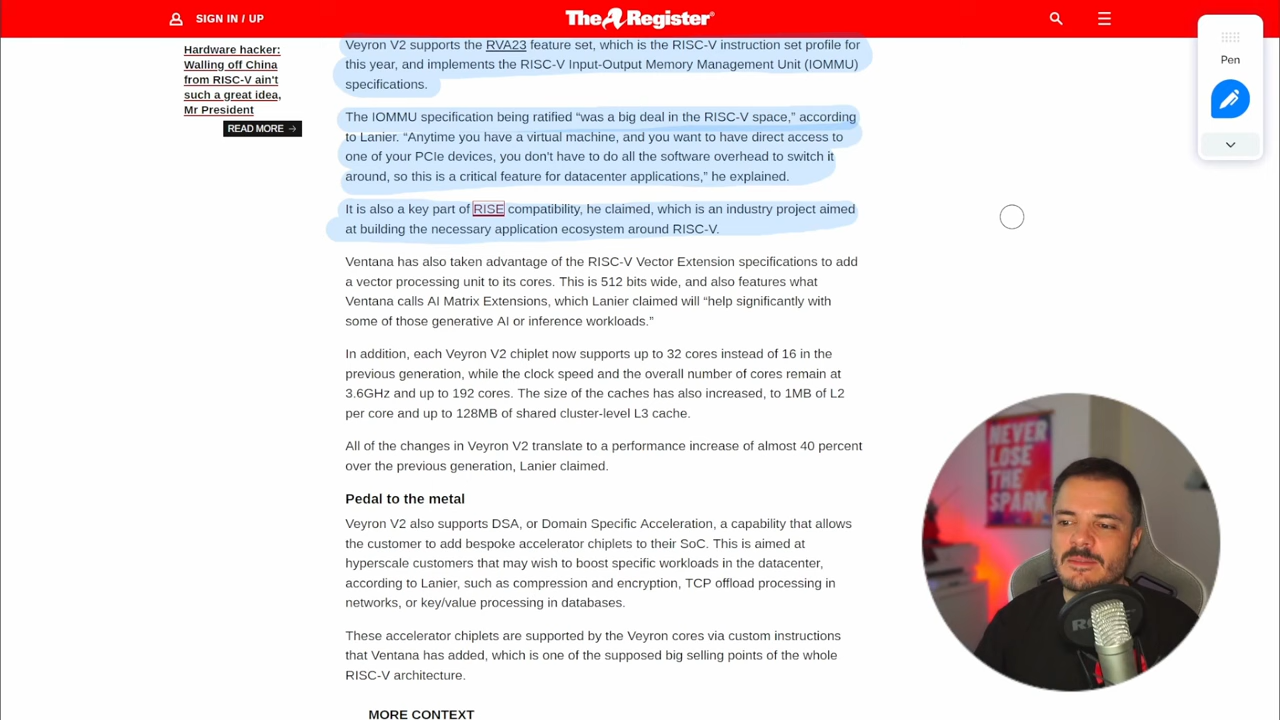 SIGN IN / UP
The Register
Pen
Hardware hacker:
Walling off China
from RISC-V ain't
such a great idea,
Mr President
READ MORE →
Veyron V2 supports the RVA23 feature set, which is the RISC-V instruction set profile for
this year, and implements the RISC-V Input-Output Memory Management Unit (IOMMU)
specifications.
The IOMMU specification being ratified “was a big deal in the RISC-V space,” according
to Lanier. “Anytime you have a virtual machine, and you want to have direct access to
one of your PCIe devices, you don't have to do all the software overhead to switch it
around, so this is a critical feature for datacenter applications,” he explained.
It is also a key part of RISE compatibility, he claimed, which is an industry project aimed
at building the necessary application ecosystem around RISC-V.
Ventana has also taken advantage of the RISC-V Vector Extension specifications to add
a vector processing unit to its cores. This is 512 bits wide, and also features what
Ventana calls AI Matrix Extensions, which Lanier claimed will “help significantly with
some of those generative AI or inference workloads.”
In addition, each Veyron V2 chiplet now supports up to 32 cores instead of 16 in the
previous generation, while the clock speed and the overall number of cores remain at
3.6GHz and up to 192 cores. The size of the caches has also increased, to 1MB of L2
per core and up to 128MB of shared cluster-level L3 cache.
All of the changes in Veyron V2 translate to a performance increase of almost 40 percent
over the previous generation, Lanier claimed.
Pedal to the metal
Veyron V2 also supports DSA, or Domain Specific Acceleration, a capability that allows
the customer to add bespoke accelerator chiplets to their SoC. This is aimed at
hyperscale customers that may wish to boost specific workloads in the datacenter,
according to Lanier, such as compression and encryption, TCP offload processing in
networks, or key/value processing in databases.
These accelerator chiplets are supported by the Veyron cores via custom instructions
that Ventana has added, which is one of the supposed big selling points of the whole
RISC-V architecture.
MORE CONTEXT
NEVER
LOSE
THE
SPARK